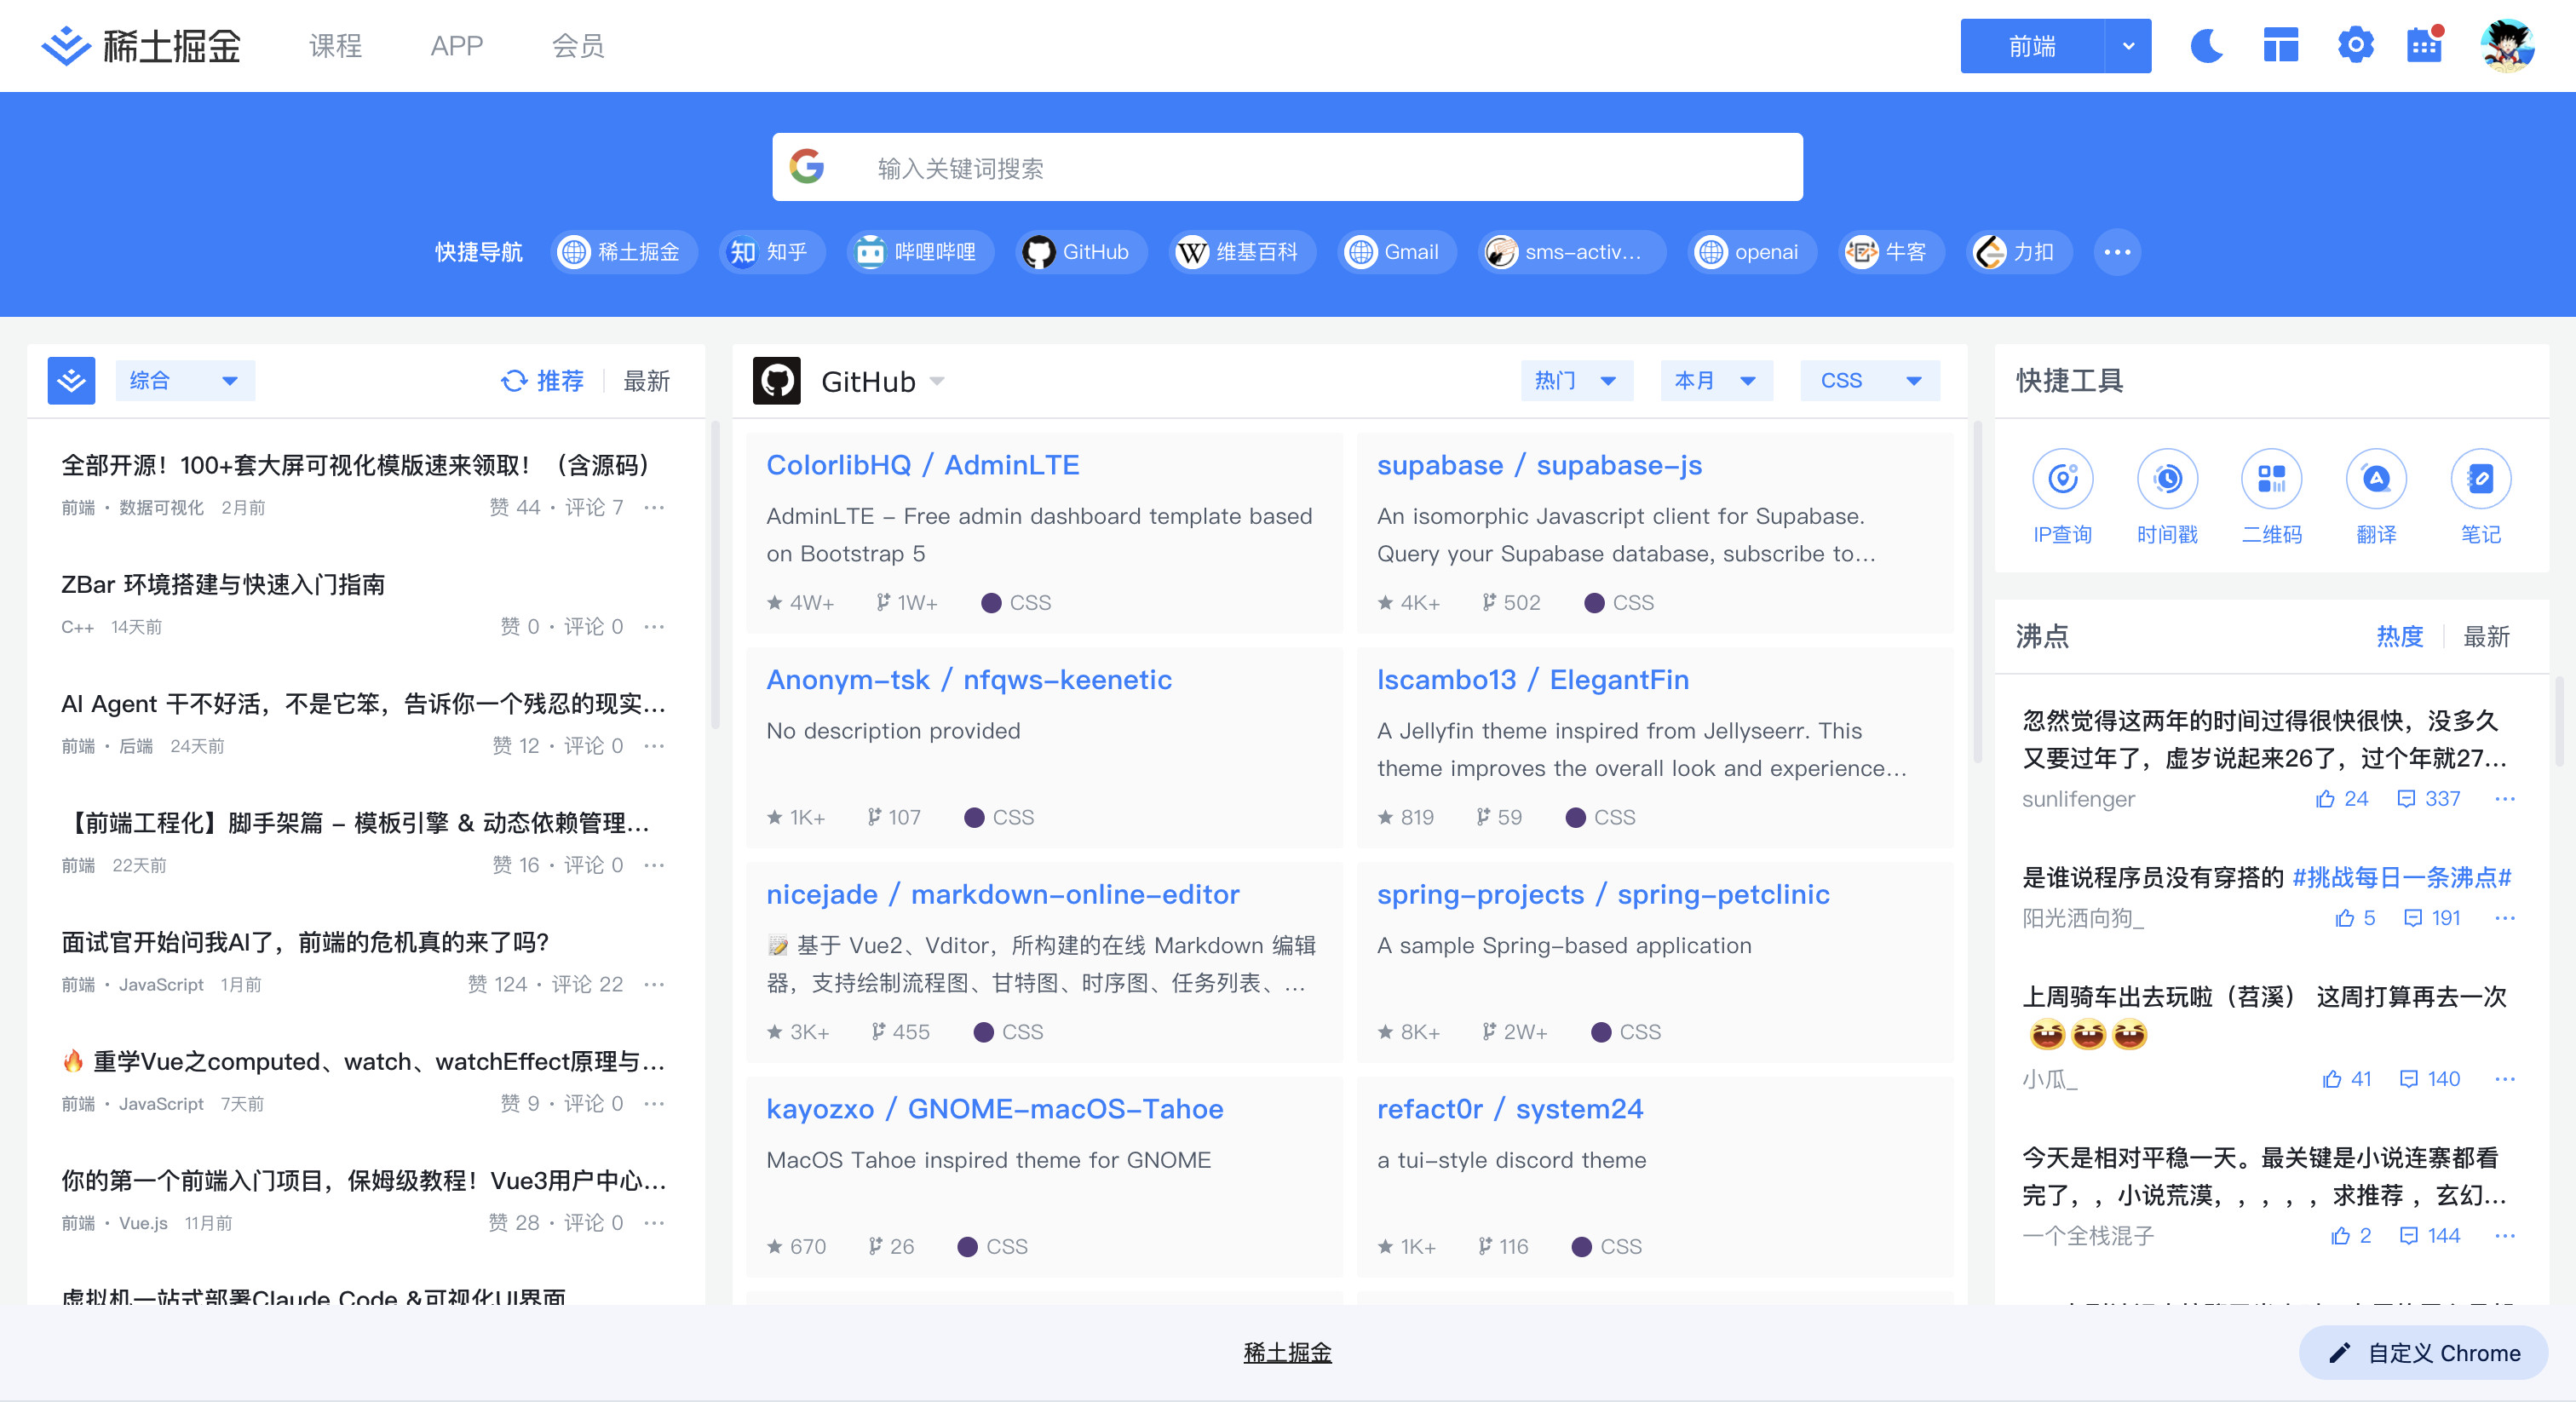 稀土掘金
课程
APP
会员
前端
输入关键词搜索
快捷导航
稀土掘金
知
知乎
哔哩哔哩
GitHub
W
维基百科
Gmail
sms-activ...
openai
牛客
力扣
综合
推荐
最新
全部开源！100+套大屏可视化模版速来领取！（含源码）
前端 · 数据可视化 2月前
赞 44 · 评论 7
ZBar 环境搭建与快速入门指南
C++ 14天前
赞 0 · 评论 0
AI Agent 干不好活，不是它笨，告诉你一个残忍的现实...
前端 · 后端 24天前
赞 12 · 评论 0
【前端工程化】脚手架篇 - 模板引擎 & 动态依赖管理...
前端 22天前
赞 16 · 评论 0
面试官开始问我AI了，前端的危机真的来了吗？
前端 · JavaScript 1月前
赞 124 · 评论 22
🔥 重学Vue之computed、watch、watchEffect原理与...
前端 · JavaScript 7天前
赞 9 · 评论 0
你的第一个前端入门项目，保姆级教程！Vue3用户中心...
前端 · Vue.js 11月前
赞 28 · 评论 0
虚拟机一站式部署Claude Code &可视化UI界面
GitHub
热门
本月
CSS
ColorlibHQ / AdminLTE
AdminLTE - Free admin dashboard template based
on Bootstrap 5
4W+ 1W+ CSS
supabase / supabase-js
An isomorphic Javascript client for Supabase.
Query your Supabase database, subscribe to...
4K+ 502 CSS
Anonym-tsk / nfqws-keenetic
No description provided
1K+ 107 CSS
lscambo13 / ElegantFin
A Jellyfin theme inspired from Jellyseerr. This
theme improves the overall look and experience...
819 59 CSS
nicejade / markdown-online-editor
📝 基于 Vue2、Vditor，所构建的在线 Markdown 编辑
器，支持绘制流程图、甘特图、时序图、任务列表、...
3K+ 455 CSS
spring-projects / spring-petclinic
A sample Spring-based application
8K+ 2W+ CSS
kayozxo / GNOME-macOS-Tahoe
MacOS Tahoe inspired theme for GNOME
670 26 CSS
refact0r / system24
a tui-style discord theme
1K+ 116 CSS
快捷工具
IP查询
时间戳
二维码
翻译
笔记
沸点
热度
最新
忽然觉得这两年的时间过得很快很快，没多久
又要过年了，虚岁说起来26了，过个年就27...
sunlifenger
24 337
是谁说程序员没有穿搭的 #挑战每日一条沸点#
阳光洒向狗_
5 191
上周骑车出去玩啦（苕溪） 这周打算再去一次
😆😆😆
小瓜_
41 140
今天是相对平稳一天。最关键是小说连寨都看
完了，，小说荒漠，，，，，求推荐 ，玄幻...
一个全栈混子
2 144
稀土掘金
自定义 Chrome